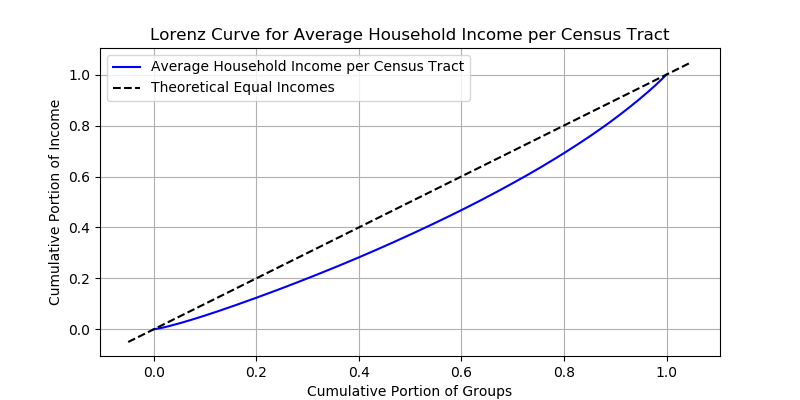 Lorenz Curve for Average Household Income per Census Tract
Average Household Income per Census Tract
Theoretical Equal Incomes
Cumulative Portion of Income
1.0
0.8
0.6
0.4
0.2
0.0
0.0 0.2 0.4 0.6 0.8 1.0
Cumulative Portion of Groups